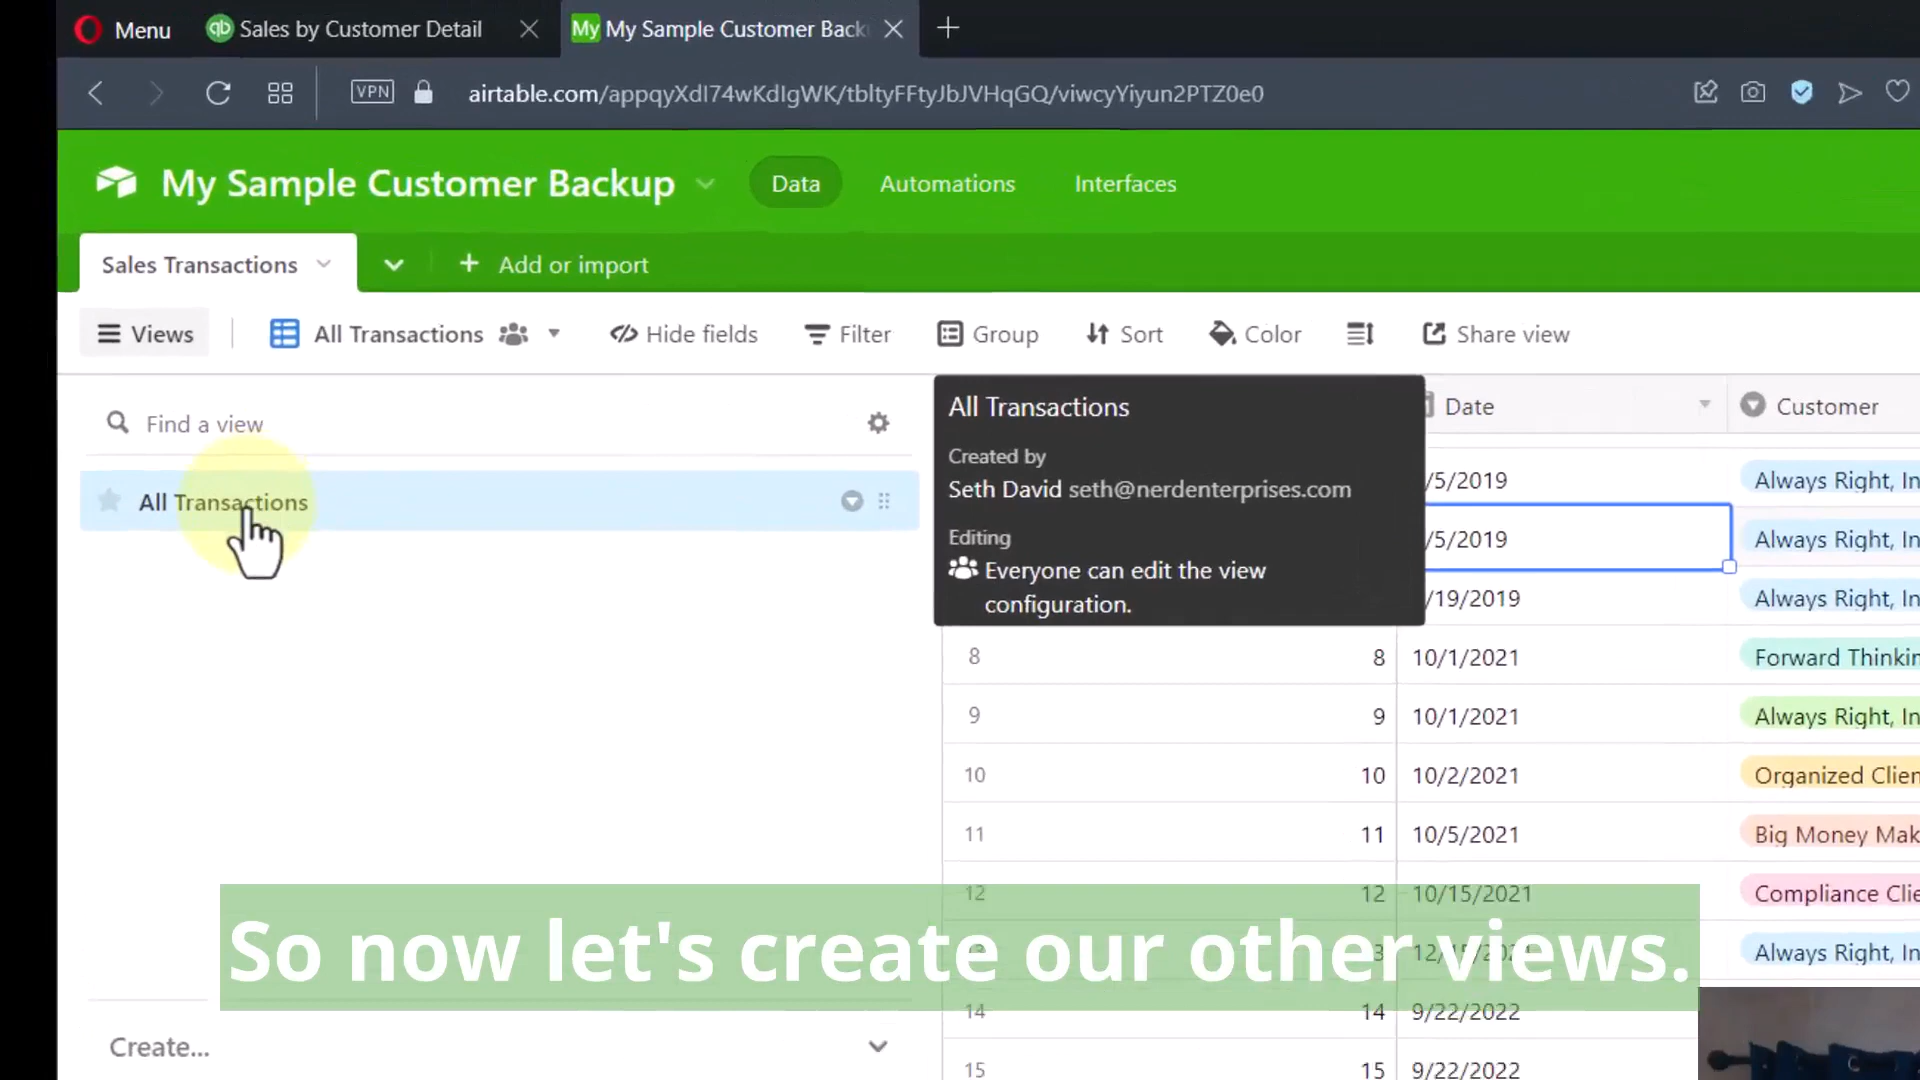 Menu
Sales by Customer Detail
My
My Sample Customer Back
VPN
airtable.com/appqyXdI74wKdIgWK/tbltyFFtyJbJVHqGQ/viwcyYiyun2PTZ0e0
My Sample Customer Backup
Data
Automations
Interfaces
Sales Transactions
Add or import
Views
All Transactions
Hide fields
Filter
Group
Sort
Color
Share view
Find a view
All Transactions
All Transactions
Created by
Seth David seth@nerdenterprises.com
Editing
Everyone can edit the view
configuration.
Date
Customer
/5/2019 Always Right, In
/5/2019 Always Right, In
/19/2019 Always Right, In
8 8 10/1/2021 Forward Thinkin
9 9 10/1/2021 Always Right, In
10 10 10/2/2021 Organized Clien
11 11 10/5/2021 Big Money Mak
12 12 10/15/2021 Compliance Clie
Always Right, In
So now let's create our other views.
14 14 9/22/2022
15 15 9/22/2022
Create...